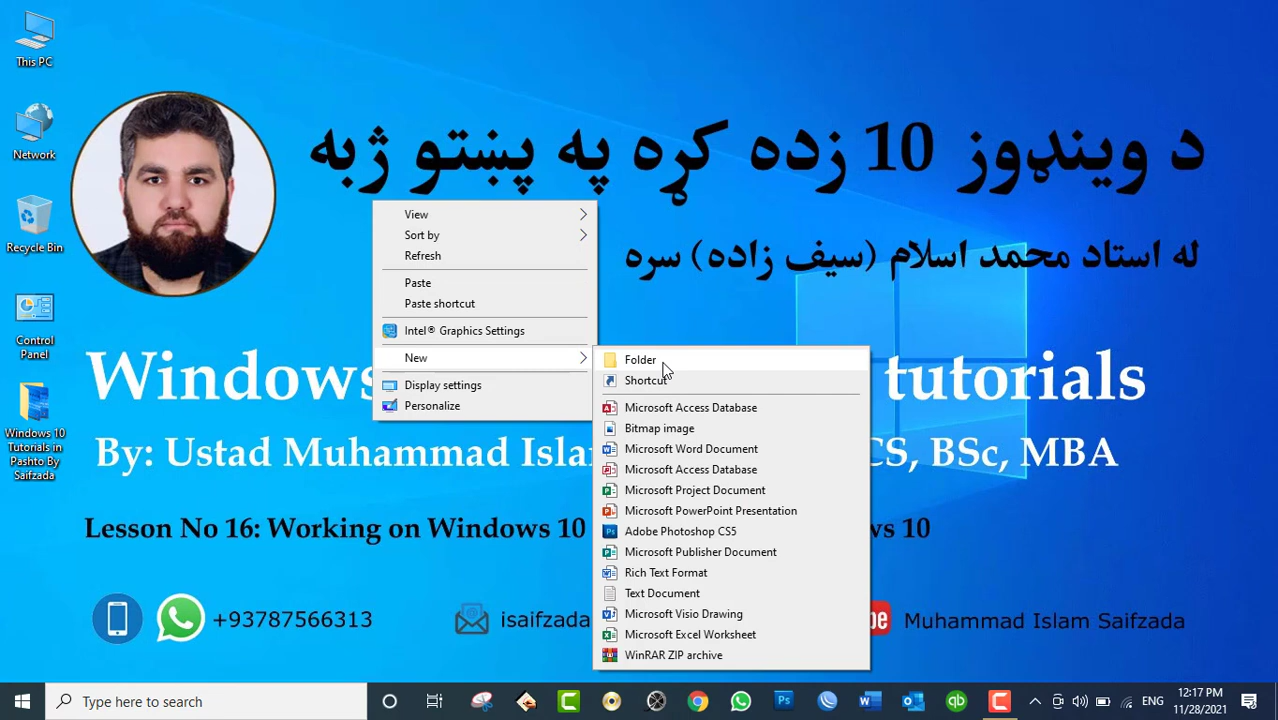 This PC
Network
Recycle Bin
Control
Panel
Windows 10
Tutorials in
Pashto By
Saifzada
د وینډوز 10 زده کړه په پښتو ژبه
له استاد محمد اسلام (سیف زاده) سره
Windows tutorials
By: Ustad Muhammad Islam CS, BSc, MBA
Lesson No 16: Working on Windows 10
+93787566313
isaifzada
Muhammad Islam Saifzada
View
Sort by
Refresh
Paste
Paste shortcut
Intel® Graphics Settings
New
Display settings
Personalize
Folder
Shortcut
Microsoft Access Database
Bitmap image
Microsoft Word Document
Microsoft Access Database
Microsoft Project Document
Microsoft PowerPoint Presentation
Adobe Photoshop CS5
Microsoft Publisher Document
Rich Text Format
Text Document
Microsoft Visio Drawing
Microsoft Excel Worksheet
WinRAR ZIP archive
Type here to search
ENG
12:17 PM
11/28/2021